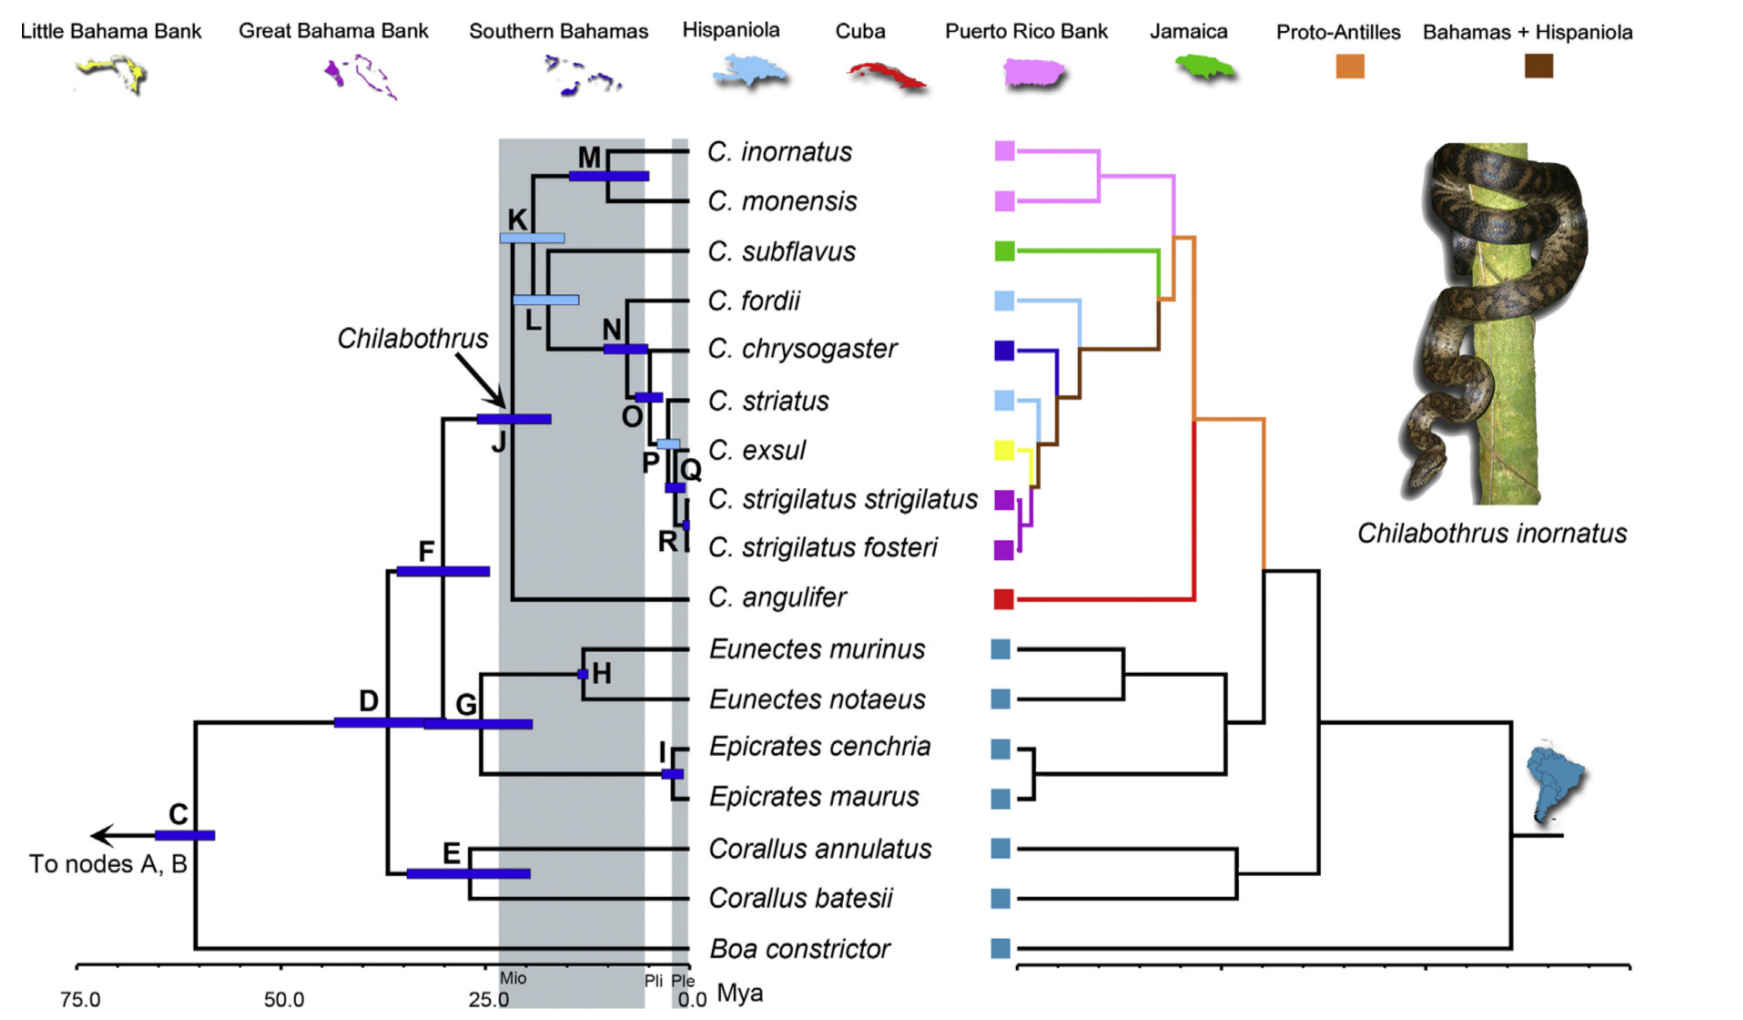 Little Bahama Bank Great Bahama Bank Southern Bahamas Hispaniola Cuba Puerto Rico Bank Jamaica Proto-Antilles Bahamas + Hispaniola
M C. inornatus
C. monensis
K
C. subflavus
L C. fordii
Chilabothrus N C. chrysogaster
O C. striatus
J
P C. exsul
Q
C. strigilatus strigilatus
R C. strigilatus fosteri
Chilabothrus inornatus
F
C. angulifer
Eunectes murinus
H
D G Eunectes notaeus
I Epicrates cenchria
Epicrates maurus
C
To nodes A, B
E Corallus annulatus
Corallus batesii
Boa constrictor
Mio Pli Ple
75.0 50.0 25.0 0.0 Mya